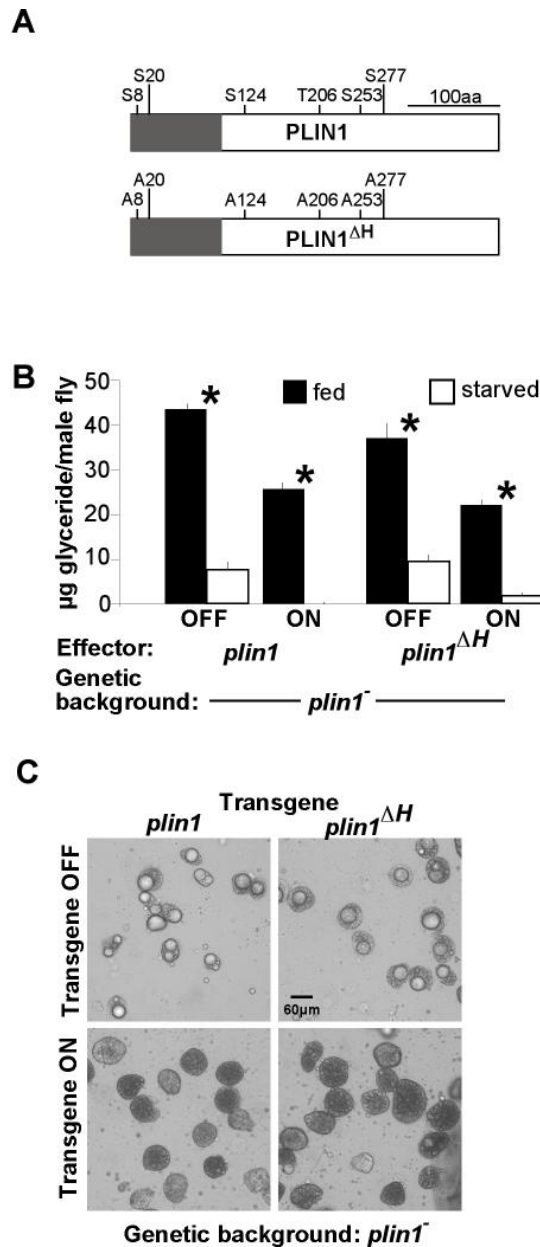 A
S20
S277
S8
S124
T206
S253
100aa
PLIN1
A20
A277
A8
A124
A206
A253
PLIN1ΔH
B
50
40
30
20
10
0
µg glyceride/male fly
fed
starved
*
*
*
*
OFF
ON
OFF
ON
Effector:
plin1
plin1ΔH
Genetic
background:
plin1-
C
Transgene
plin1
plin1ΔH
Transgene OFF
60µm
Transgene ON
Genetic background: plin1-